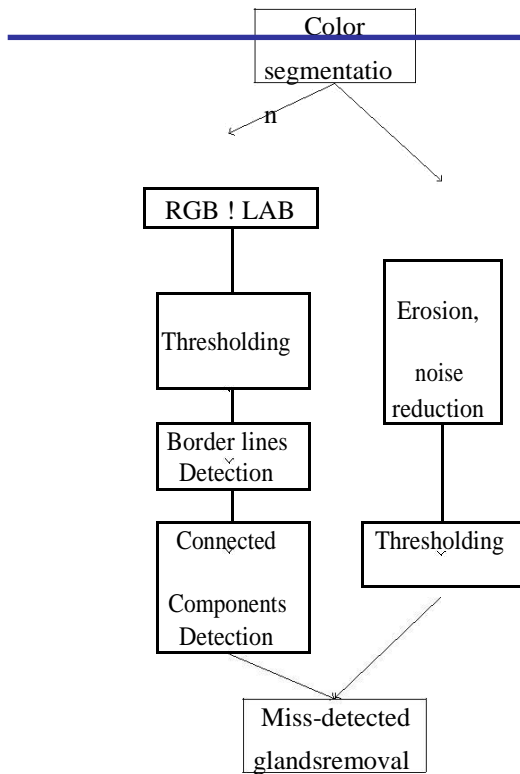 Color
segmentatio
n
RGB ! LAB
Thresholding
Border lines
Detection
Connected
Components
Detection
Erosion,
noise
reduction
Thresholding
Miss-detected
glandsremoval